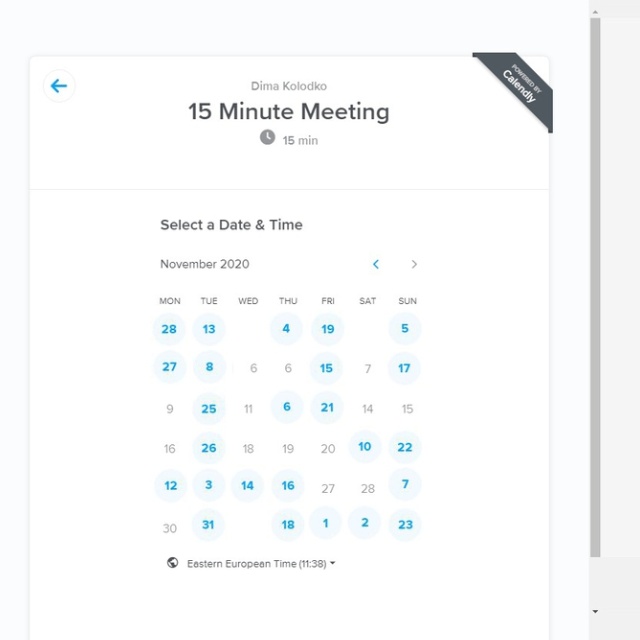 POWERED BY
Calendly
Dima Kolodko
15 Minute Meeting
15 min
Select a Date & Time
November 2020
MON TUE WED THU FRI SAT SUN
28 13 4 19 5
27 8 6 6 15 7 17
9 25 11 6 21 14 15
16 26 18 19 20 10 22
12 3 14 16 27 28 7
30 31 18 1 2 23
Eastern European Time (11:38)